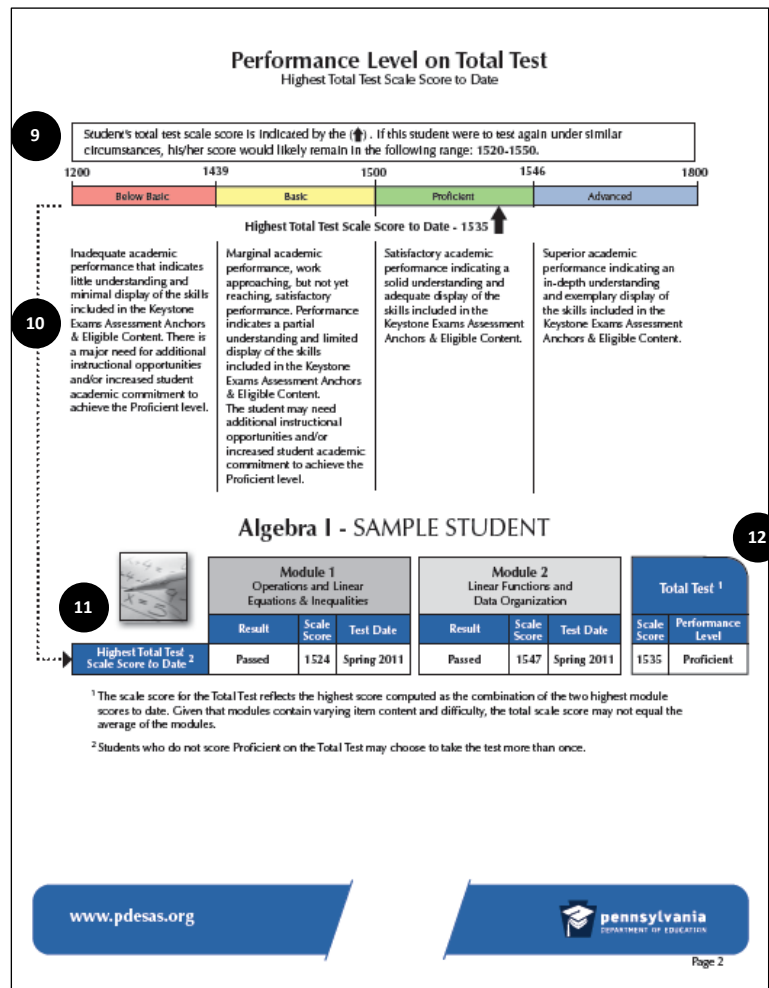 Performance Level on Total Test
Highest Total Test Scale Score to Date
9
Student's total test scale score is indicated by the (⬆). If this student were to test again under similar
circumstances, his/her score would likely remain in the following range: 1520-1550.
1200 1439 1500 1546 1800
Below Basic Basic Proficient Advanced
Highest Total Test Scale Score to Date - 1535
10
Inadequate academic
performance that indicates
little understanding and
minimal display of the skills
included in the Keystone
Exams Assessment Anchors
& Eligible Content. There is
a major need for additional
instructional opportunities
and/or increased student
academic commitment to
achieve the Proficient level.
Marginal academic
performance, work
approaching, but not yet
reaching, satisfactory
performance. Performance
indicates a partial
understanding and limited
display of the skills
included in the Keystone
Exams Assessment Anchors
& Eligible Content.
The student may need
additional instructional
opportunities and/or
increased student academic
commitment to achieve the
Proficient level.
Satisfactory academic
performance indicating a
solid understanding and
adequate display of the
skills included in the
Keystone Exams Assessment
Anchors & Eligible Content.
Superior academic
performance indicating an
in-depth understanding
and exemplary display of
the skills included in the
Keystone Exams Assessment
Anchors & Eligible Content.
Algebra I - SAMPLE STUDENT
12
11
Module 1
Operations and Linear
Equations & Inequalities
Module 2
Linear Functions and
Data Organization
Total Test 1
Result Scale Score Test Date Result Scale Score Test Date Scale Score Performance Level
Highest Total Test
Scale Score to Date 2
Passed 1524 Spring 2011 Passed 1547 Spring 2011 1535 Proficient
1 The scale score for the Total Test reflects the highest score computed as the combination of the two highest module
scores to date. Given that modules contain varying item content and difficulty, the total scale score may not equal the
average of the modules.
2 Students who do not score Proficient on the Total Test may choose to take the test more than once.
www.pdesas.org
pennsylvania
DEPARTMENT OF EDUCATION
Page 2